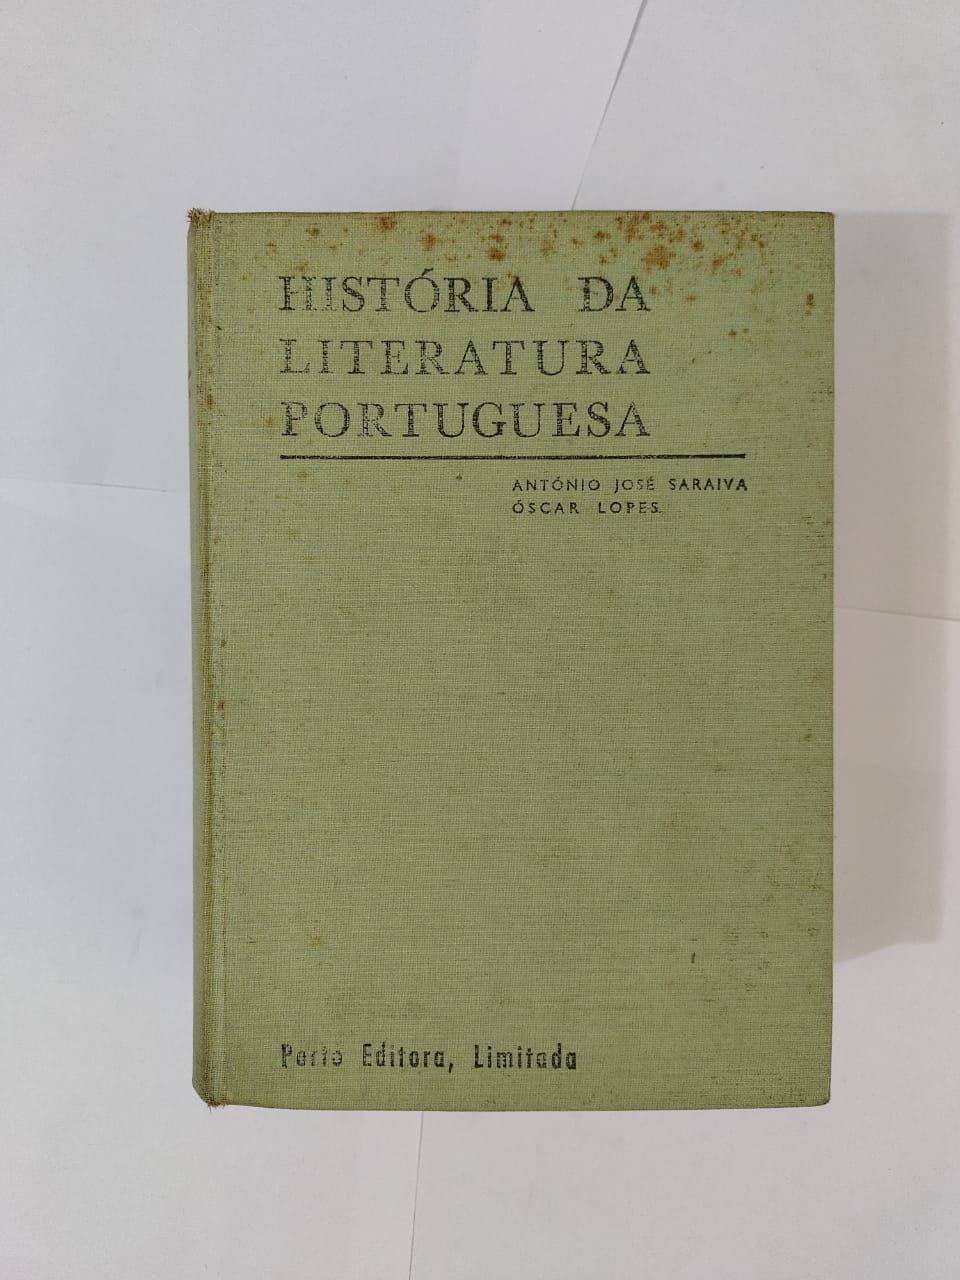 HISTÓRIA DA
LITERATURA
PORTUGUESA
ANTÓNIO JOSÉ SARAIVA
ÓSCAR LOPES
Porto Editora, Limitada